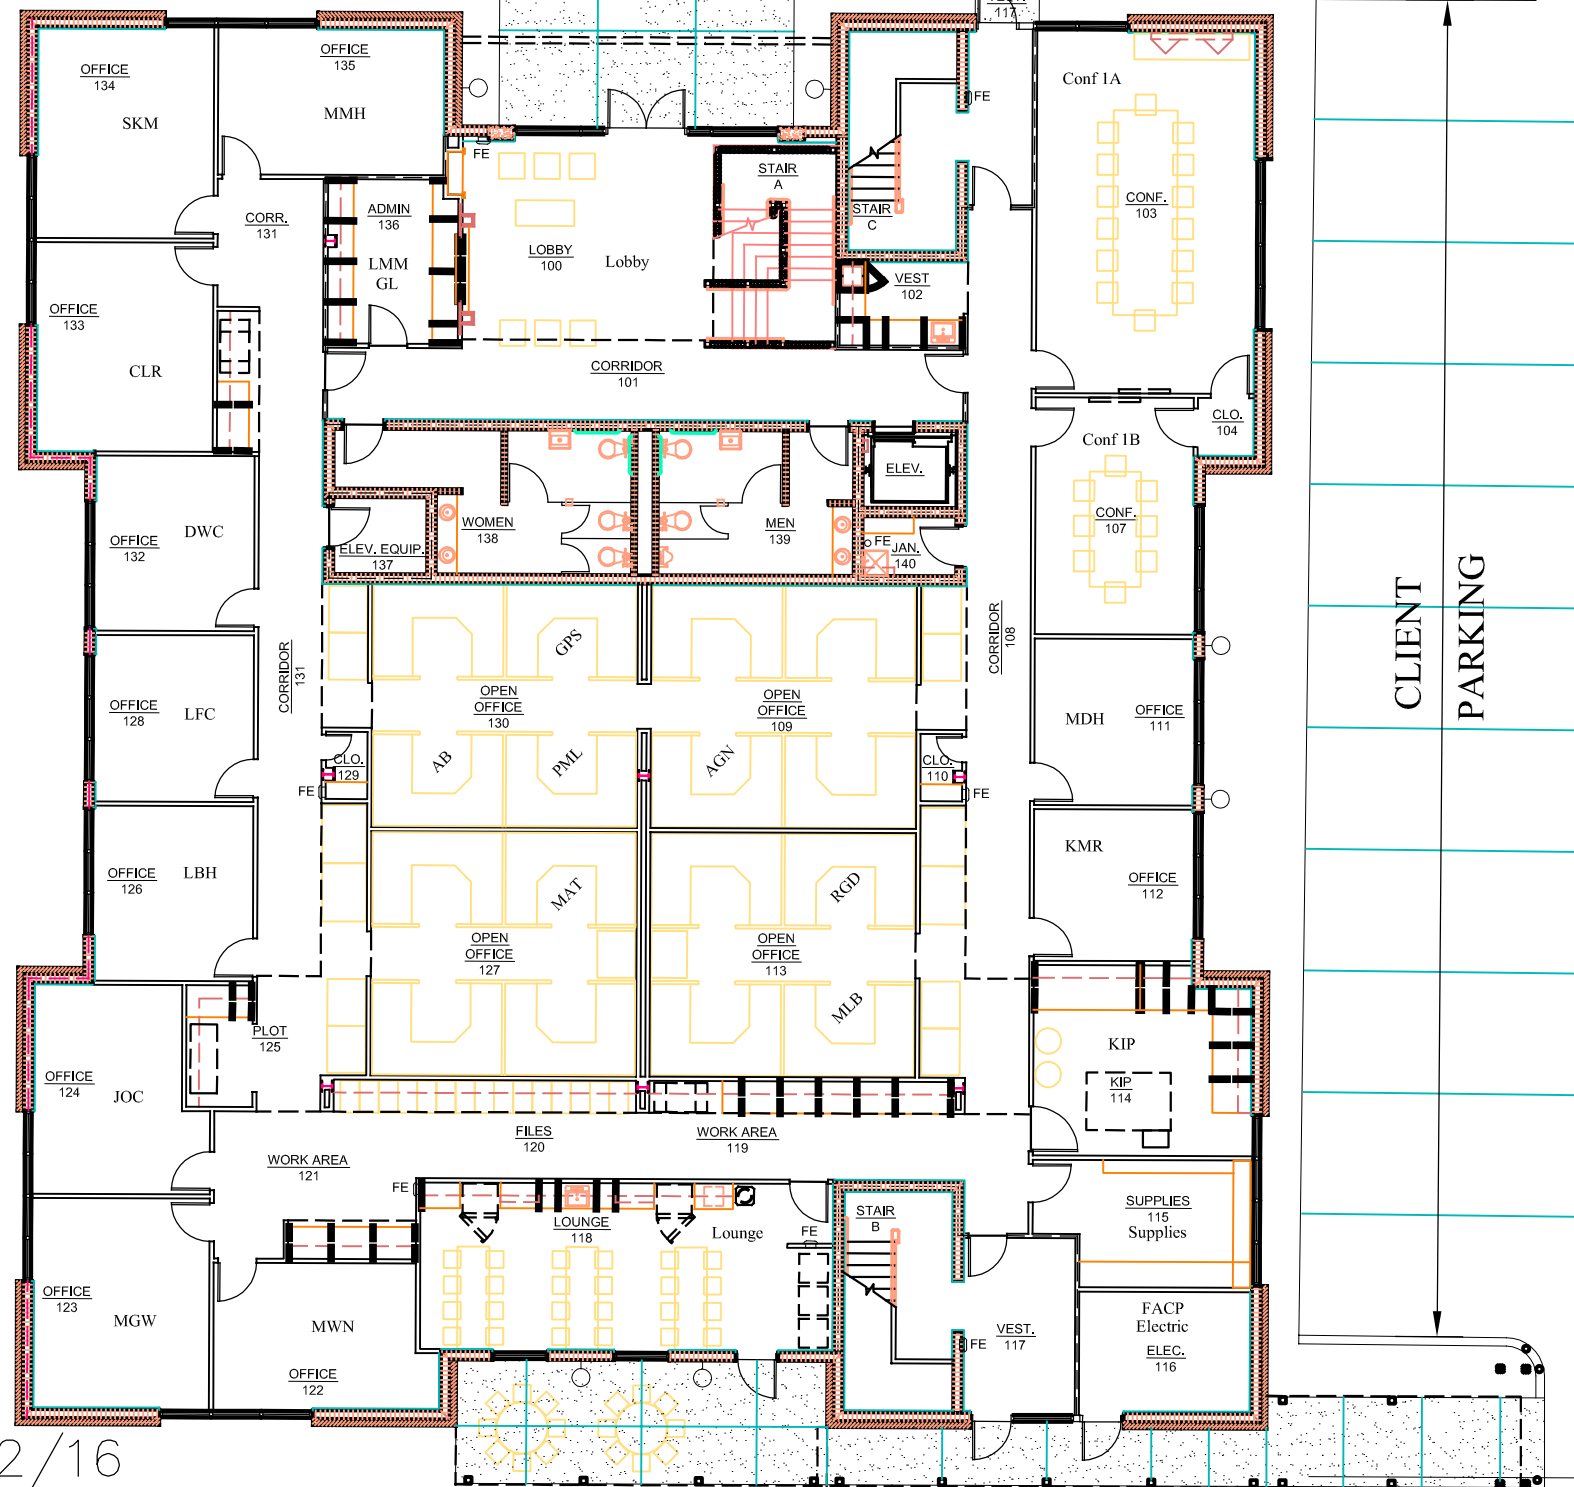 117
OFFICE
135
OFFICE
134
SKM
MMH
FE
FE
Conf 1A
STAIR
A
CORR.
131
ADMIN
136
LMM
GL
LOBBY
100
Lobby
STAIR
C
VEST
102
CONF.
103
OFFICE
133
CLR
CORRIDOR
101
CLO.
104
Conf 1B
ELEV.
DWC
OFFICE
132
ELEV. EQUIP.
137
WOMEN
138
MEN
139
FE
JAN.
140
CONF.
107
CLIENT
PARKING
CORRIDOR
131
GPS
OPEN
OFFICE
130
OPEN
OFFICE
109
CORRIDOR
108
OFFICE
128
LFC
MDH
OFFICE
111
CLO.
129
AB
PML
AGN
CLO.
110
FE
FE
OFFICE
126
LBH
KMR
OFFICE
112
MAT
RGD
OPEN
OFFICE
127
OPEN
OFFICE
113
MLB
PLOT
125
KIP
KIP
114
OFFICE
124
JOC
FILES
120
WORK AREA
119
WORK AREA
121
FE
SUPPLIES
115
Supplies
LOUNGE
118
Lounge
FE
STAIR
B
OFFICE
123
MGW
MWN
OFFICE
122
FE
VEST.
117
FACP
Electric
ELEC.
116
2/16